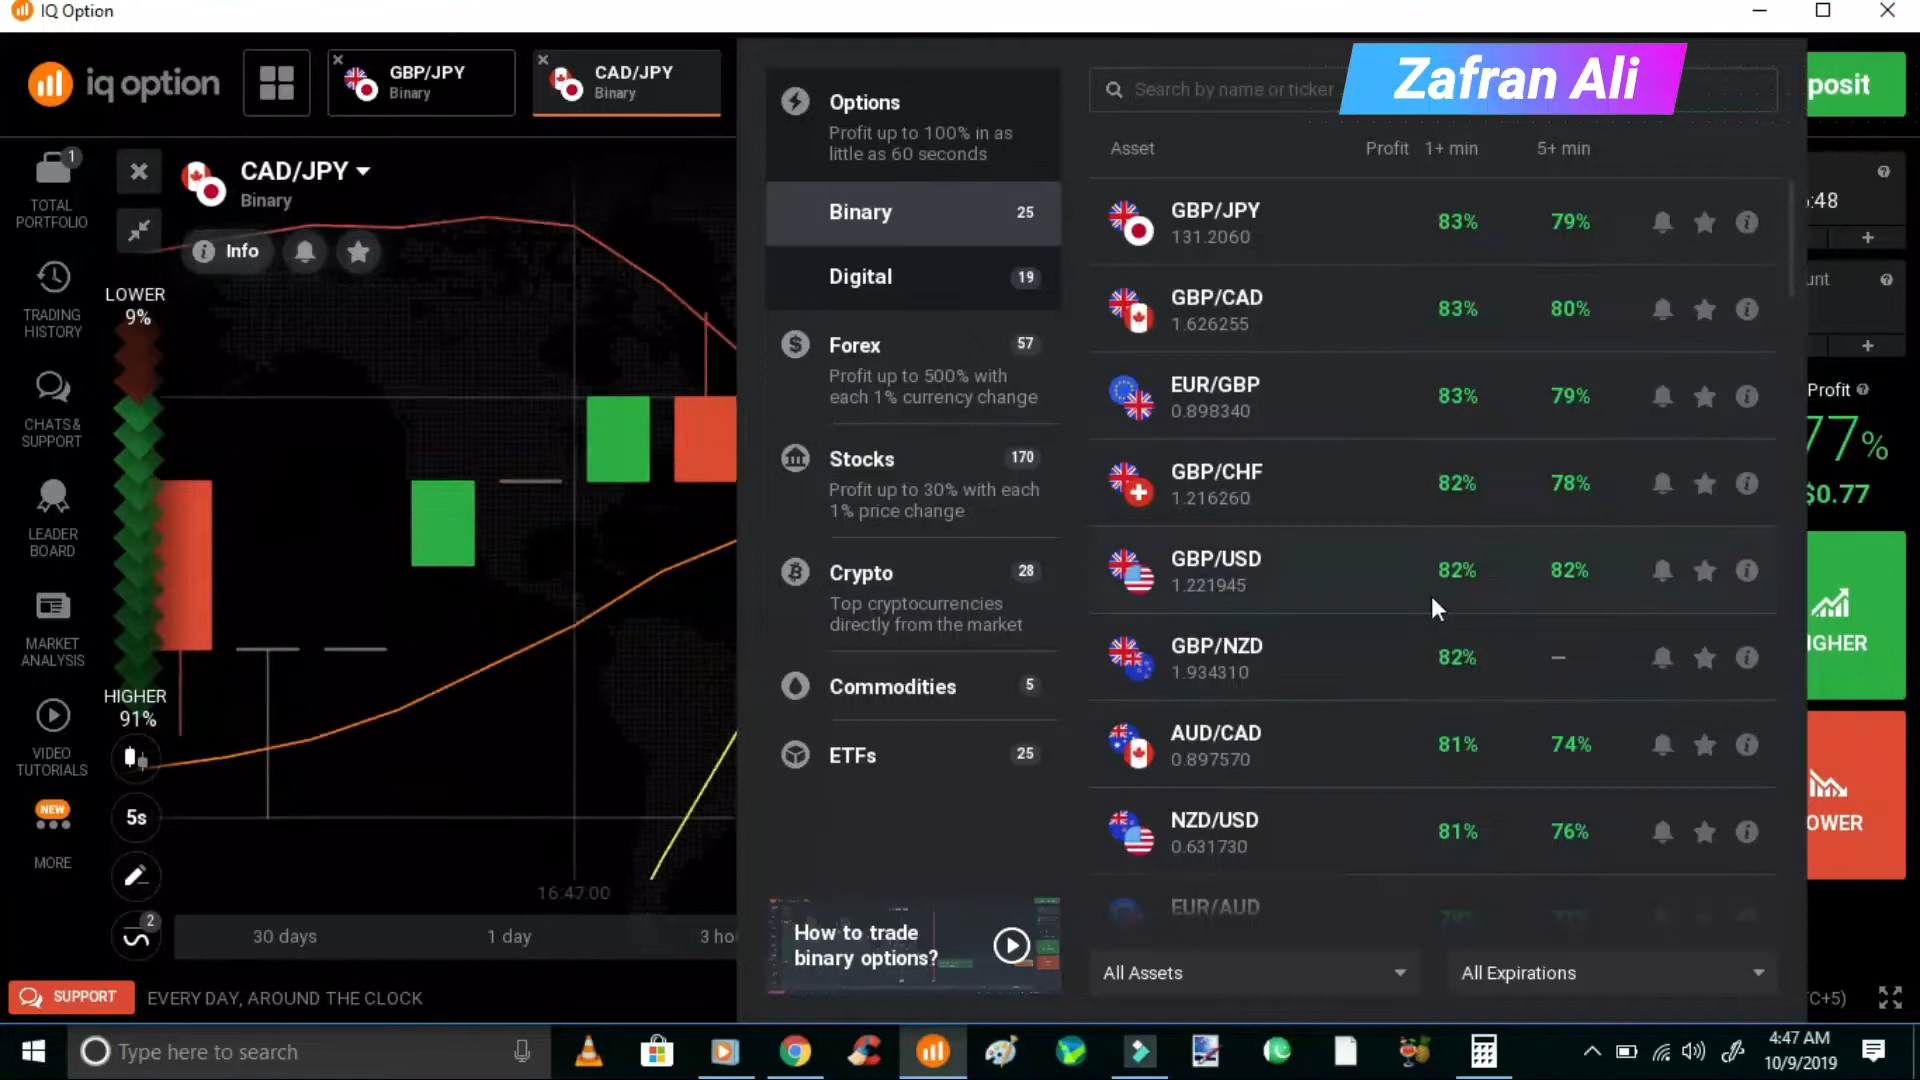 IQ Option
iq option
GBP/JPY
Binary
CAD/JPY
Binary
Zafran Ali
posit
1
TOTAL
PORTFOLIO
TRADING
HISTORY
CHATS &
SUPPORT
LEADER
BOARD
MARKET
ANALYSIS
VIDEO
TUTORIALS
NEW
MORE
CAD/JPY
Binary
Info
LOWER
9%
HIGHER
91%
5s
2
16:47:00
30 days
1 day
3 ho
Options
Profit up to 100% in as
little as 60 seconds
Binary 25
Digital 19
Forex 57
Profit up to 500% with
each 1% currency change
Stocks 170
Profit up to 30% with each
1% price change
Crypto 28
Top cryptocurrencies
directly from the market
Commodities 5
ETFs 25
How to trade
binary options?
Search by name or ticker
Asset Profit 1+ min 5+ min
GBP/JPY 83% 79%
131.2060
GBP/CAD 83% 80%
1.626255
EUR/GBP 83% 79%
0.898340
GBP/CHF 82% 78%
1.216260
GBP/USD 82% 82%
1.221945
GBP/NZD 82% –
1.934310
AUD/CAD 81% 74%
0.897570
NZD/USD 81% 76%
0.631730
EUR/AUD
All Assets
All Expirations
:48
+
unt
+
Profit
77%
$0.77
IGHER
OWER
SUPPORT
EVERY DAY, AROUND THE CLOCK
C+5)
Type here to search
4:47 AM
10/9/2019